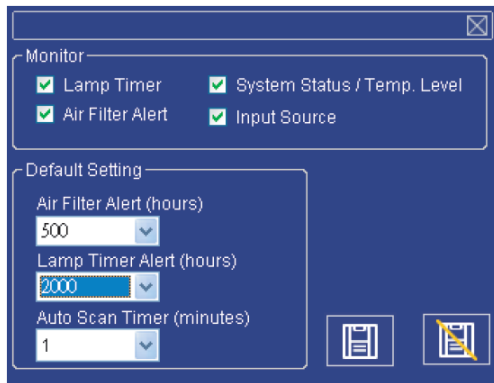 Monitor
Lamp Timer
System Status / Temp. Level
Air Filter Alert
Input Source
Default Setting
Air Filter Alert (hours)
500
Lamp Timer Alert (hours)
2000
Auto Scan Timer (minutes)
1